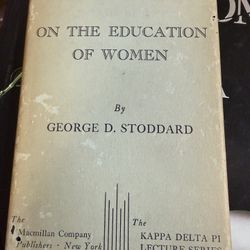 ON THE EDUCATION
OF WOMEN
By
GEORGE D. STODDARD
The
Macmillan Company
Publishers · New York
The
KAPPA DELTA PI
LECTURE SERIES